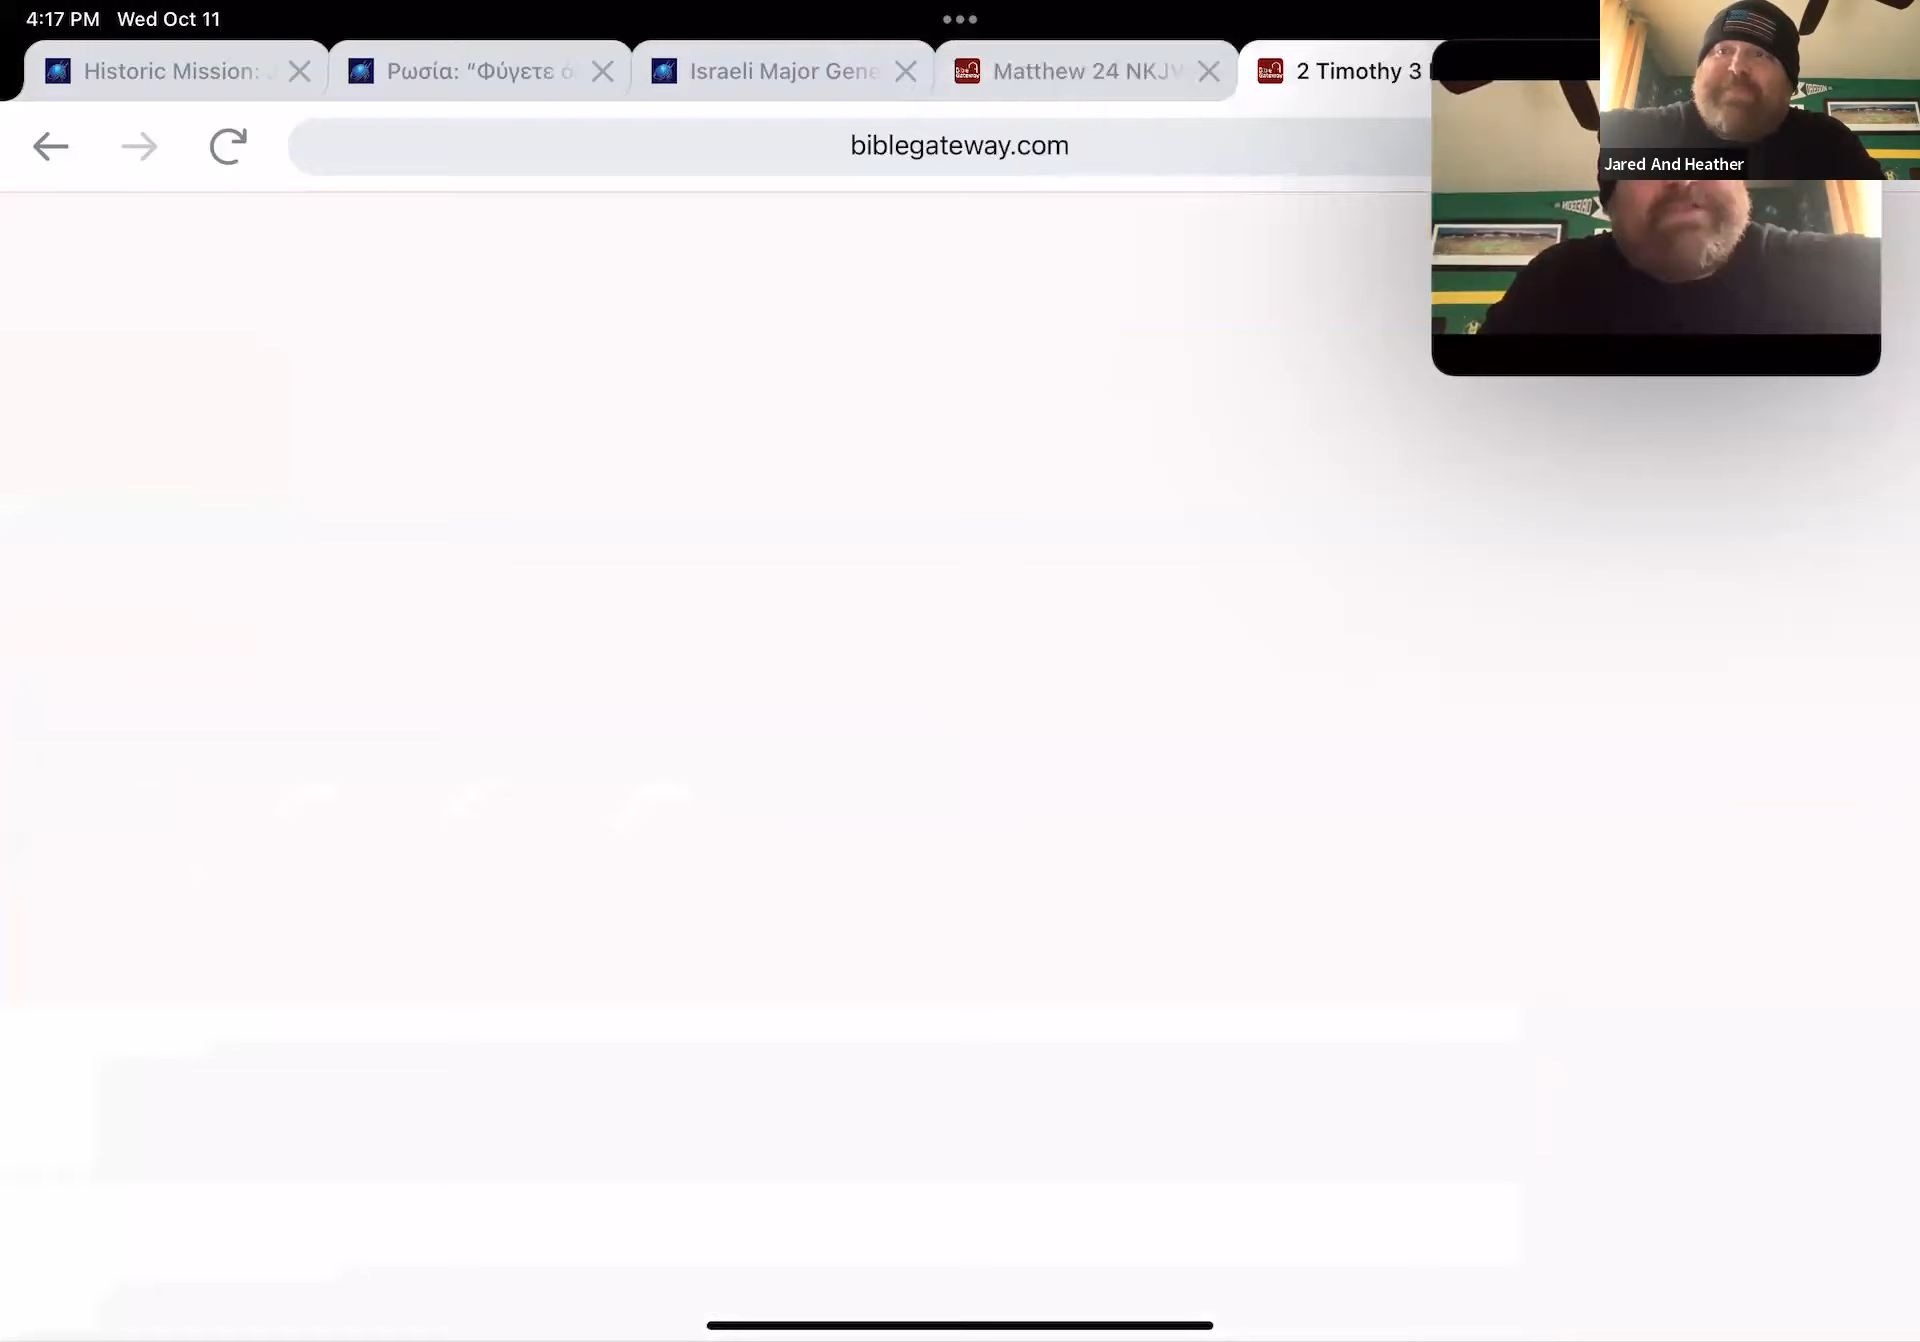 4:17 PM Wed Oct 11
Historic Mission:
Ρωσία: “Φύγετε
Israeli Major Gene
Matthew 24 NKJV
2 Timothy 3
biblegateway.com
Jared And Heather
OREGON